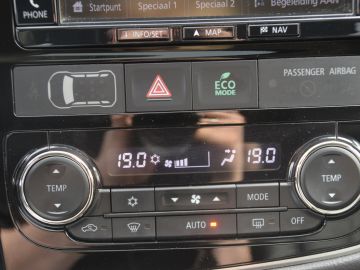 Startpunt Speciaal 1 Speciaal 2 Begeleiding AAN
PHONE INFO/SET MAP NAV
ECO
MODE
PASSENGER AIRBAG
19.0 19.0
TEMP TEMP
MODE
AUTO OFF